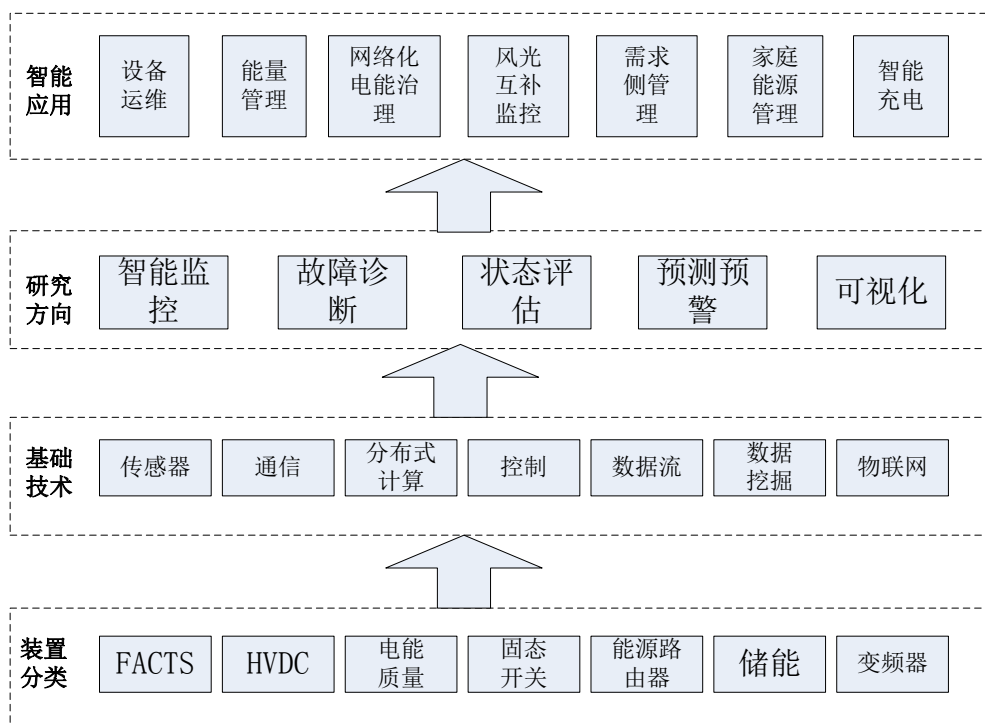 智能
应用
设备
运维
能量
管理
网络化
电能治
理
风光
互补
监控
需求
侧管
理
家庭
能源
管理
智能
充电
研究
方向
智能监
控
故障诊
断
状态评
估
预测预
警
可视化
基础
技术
传感器
通信
分布式
计算
控制
数据流
数据
挖掘
物联网
装置
分类
FACTS
HVDC
电能
质量
固态
开关
能源路
由器
储能
变频器